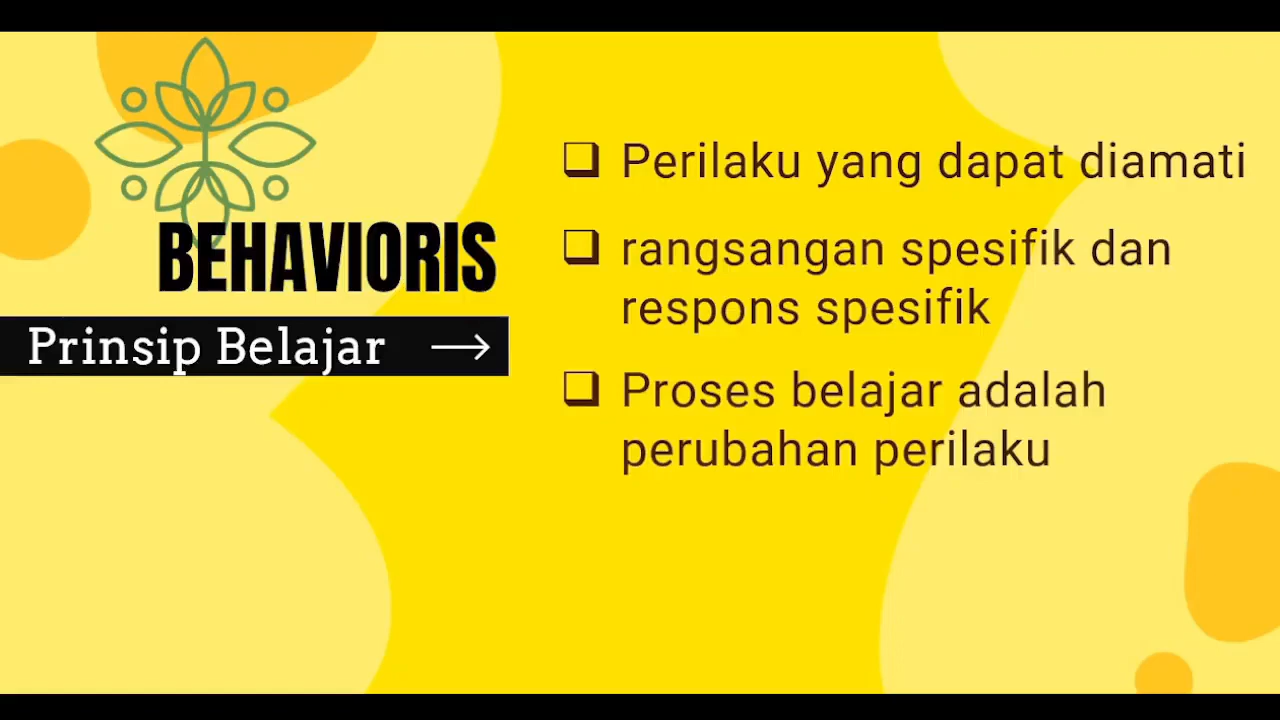 BEHAVIORIS
Prinsip Belajar
Perilaku yang dapat diamati
rangsangan spesifik dan
respons spesifik
Proses belajar adalah
perubahan perilaku